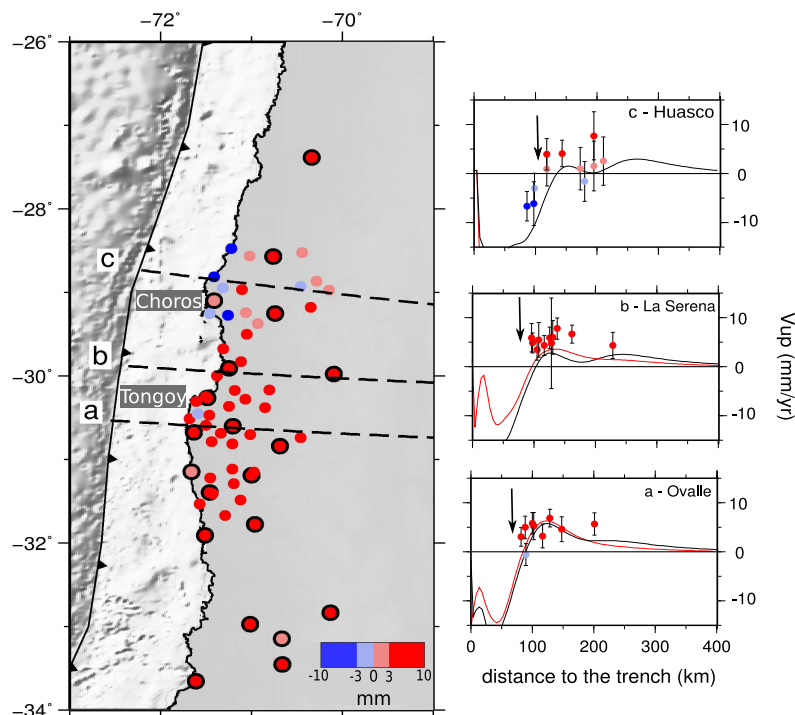 −72˚ −70˚
−26˚
−28˚
−30˚
−32˚
−34˚
c
Choros
b
Tongoy
a
-10 -3 0 3 10
mm
c - Huasco
10
0
-10
b - La Serena
10
0
-10
a - Ovalle
10
0
-10
0 100 200 300 400
distance to the trench (km)
Vup (mm/yr)